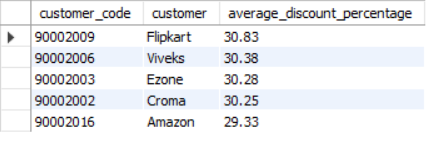 customer_code customer average_discount_percentage
90002009 Flipkart 30.83
90002006 Viveks 30.38
90002003 Ezone 30.28
90002002 Croma 30.25
90002016 Amazon 29.33